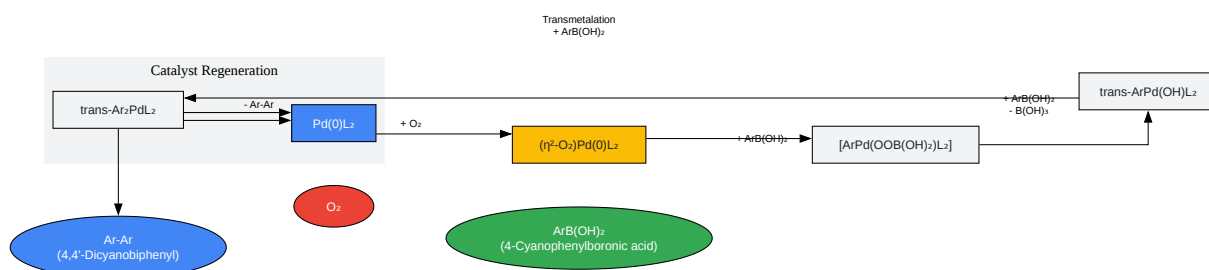 Transmetalation
+ ArB(OH)₂
Catalyst Regeneration
trans-Ar₂PdL₂
- Ar-Ar
Pd(0)L₂
+ O₂
(η²-O₂)Pd(0)L₂
+ ArB(OH)₂
[ArPd(OOB(OH)₂)L₂]
+ ArB(OH)₂
- B(OH)₃
trans-ArPd(OH)L₂
O₂
Ar-Ar
(4,4'-Dicyanobiphenyl)
ArB(OH)₂
(4-Cyanophenylboronic acid)